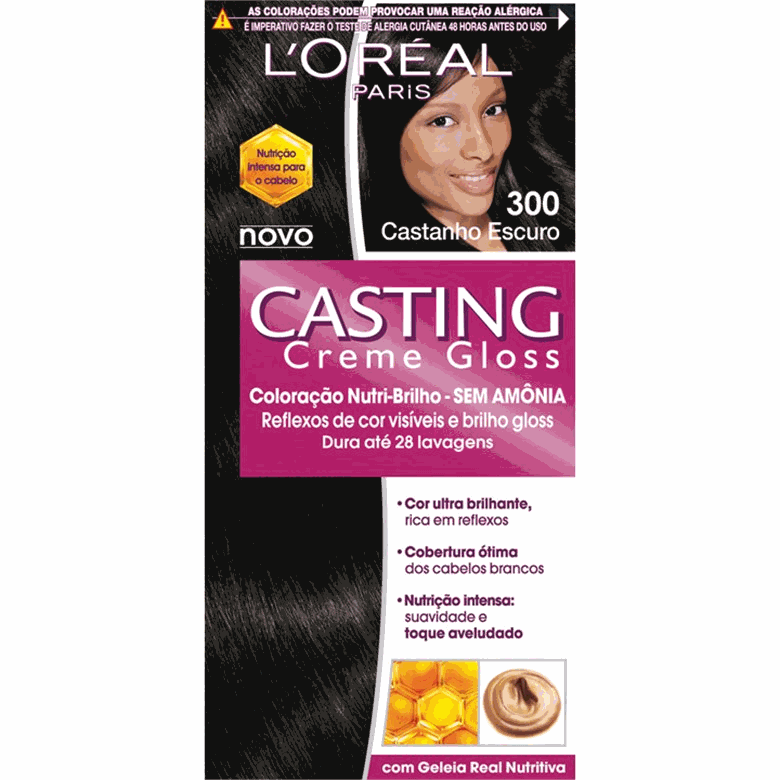 AS COLORAÇÕES PODEM PROVOCAR UMA REAÇÃO ALÉRGICA
É IMPERATIVO FAZER O TESTE DE ALERGIA CUTÂNEA 48 HORAS ANTES DO USO
L'ORÉAL
PARiS
Nutrição
intensa para
o cabelo
novo
300
Castanho Escuro
CASTING
Creme Gloss
Coloração Nutri-Brilho - SEM AMÔNIA
Reflexos de cor visíveis e brilho gloss
Dura até 28 lavagens
• Cor ultra brilhante,
rica em reflexos
• Cobertura ótima
dos cabelos brancos
• Nutrição intensa:
suavidade e
toque aveludado
com Geleia Real Nutritiva